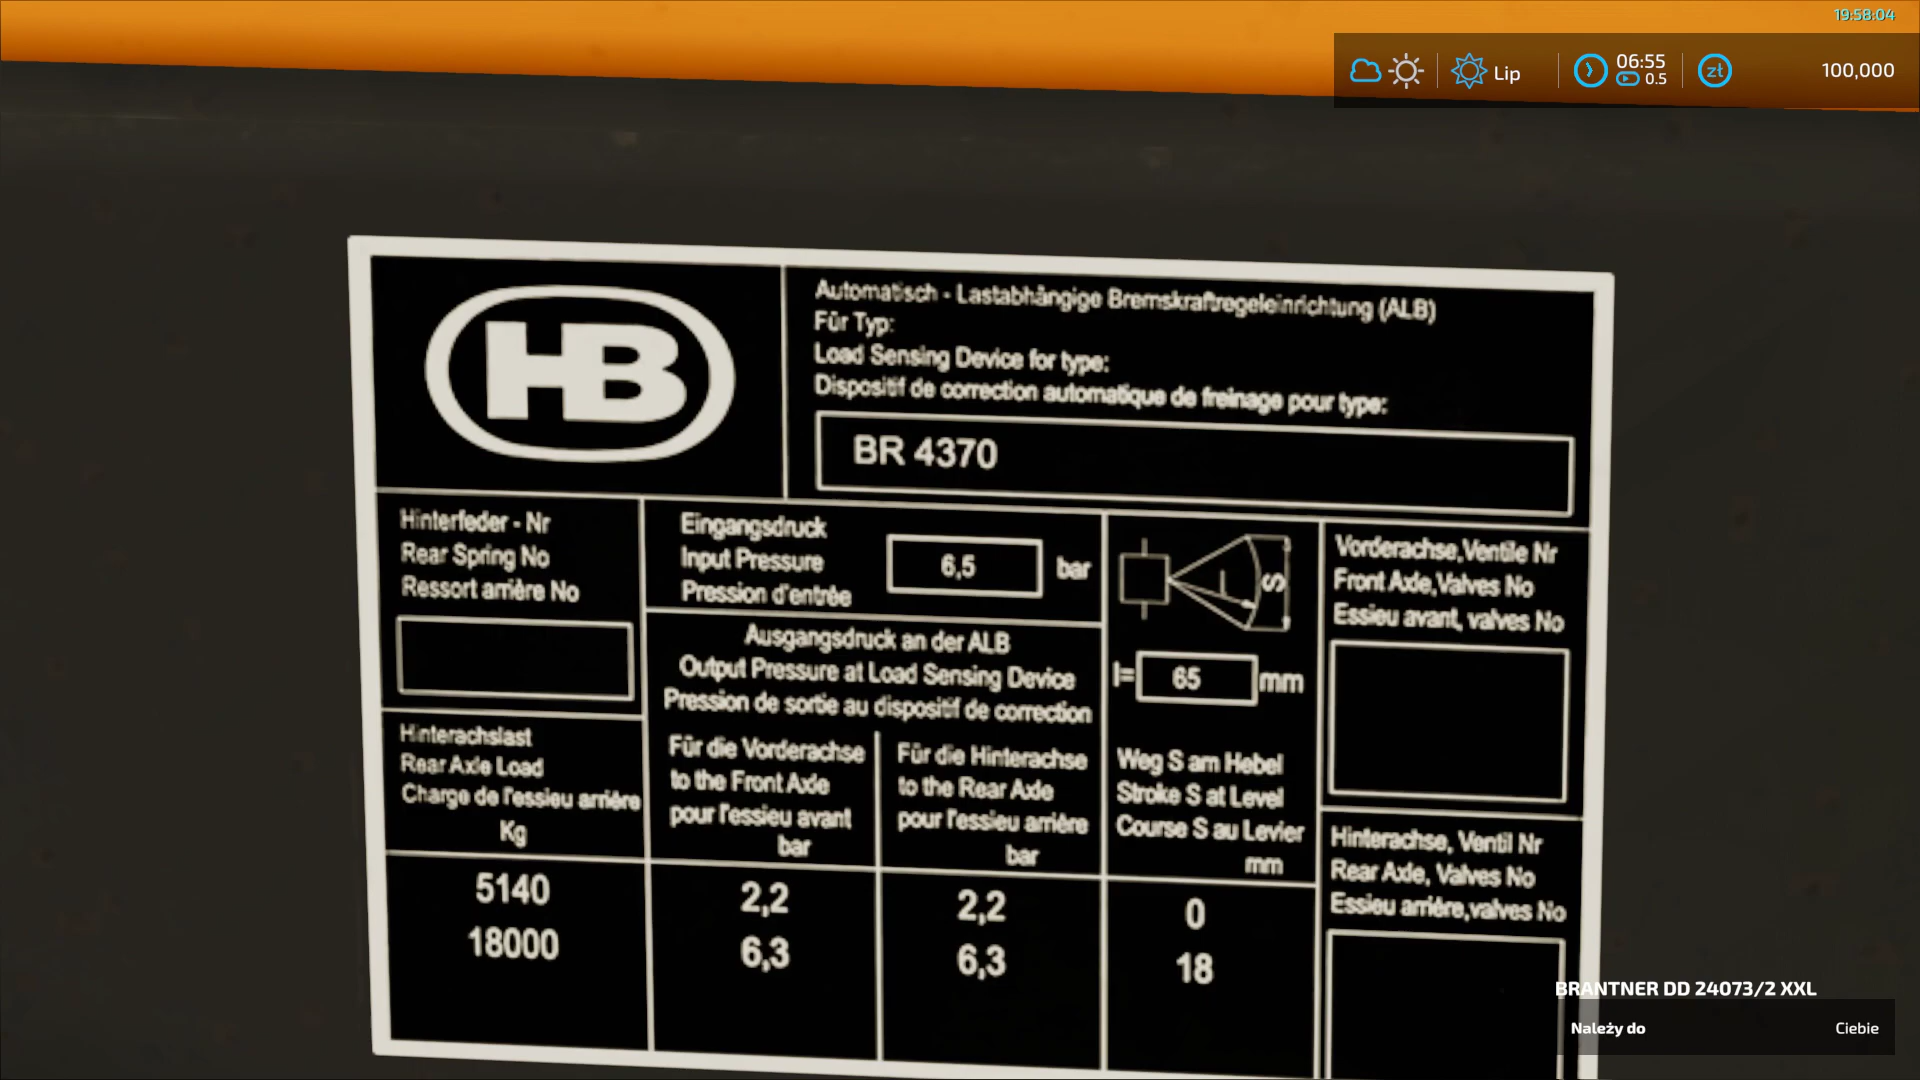 19:58:04
Lip
06:55
0.5
zł
100,000
HB
Automatisch - Lastabhängige Bremskraftregeleinrichtung (ALB)
Für Typ:
Load Sensing Device for type:
Dispositif de correction automatique de freinage pour type:
BR 4370
Hinterfeder - Nr
Rear Spring No
Ressort arrière No
Eingangsdruck
Input Pressure
Pression d'entrée
6,5
bar
Ausgangsdruck an der ALB
Output Pressure at Load Sensing Device
Pression de sortie au dispositif de correction
L
S
l= 65 mm
Vorderachse,Ventile Nr
Front Axle,Valves No
Essieu avant, valves No
Hinterachslast
Rear Axle Load
Charge de l'essieu arrière
Kg
Für die Vorderachse
to the Front Axle
pour l'essieu avant
bar
Für die Hinterachse
to the Rear Axle
pour l'essieu arrière
bar
Weg S am Hebel
Stroke S at Level
Course S au Levier
mm
Hinterachse, Ventil Nr
Rear Axle, Valves No
Essieu arrière,valves No
5140 2,2 2,2 0
18000 6,3 6,3 18
BRANTNER DD 24073/2 XXL
Należy do Ciebie